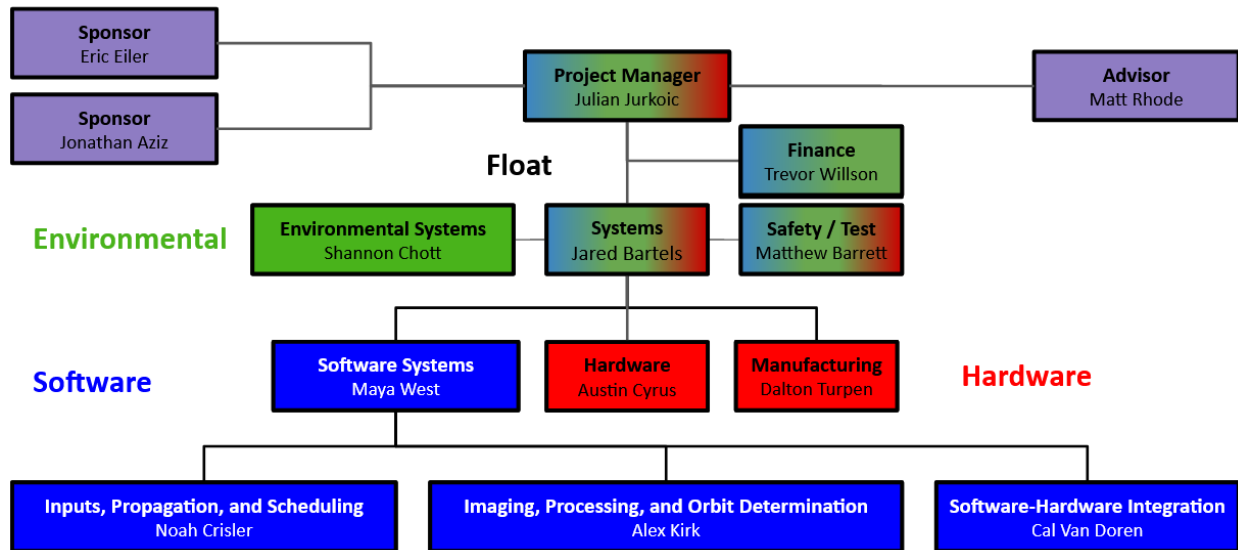 Sponsor
Eric Eiler
Project Manager
Julian Jurkoic
Advisor
Matt Rhode
Sponsor
Jonathan Aziz
Float
Finance
Trevor Willson
Environmental
Environmental Systems
Shannon Chott
Systems
Jared Bartels
Safety / Test
Matthew Barrett
Software
Software Systems
Maya West
Hardware
Austin Cyrus
Manufacturing
Dalton Turpen
Hardware
Inputs, Propagation, and Scheduling
Noah Crisler
Imaging, Processing, and Orbit Determination
Alex Kirk
Software-Hardware Integration
Cal Van Doren